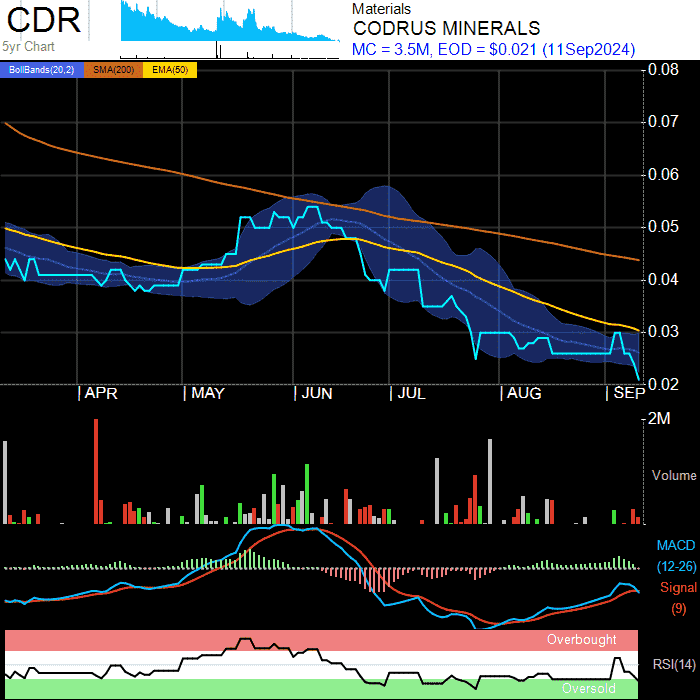 CDR
5yr Chart
Materials
CODRUS MINERALS
MC = 3.5M, EOD = $0.021 (11Sep2024)
BollBands(20,2) SMA(200) EMA(50)
0.08
0.07
0.06
0.05
0.04
0.03
0.02
APR MAY JUN JUL AUG SEP
2M
Volume
MACD
(12-26)
Signal
(9)
Overbought
RSI(14)
Oversold